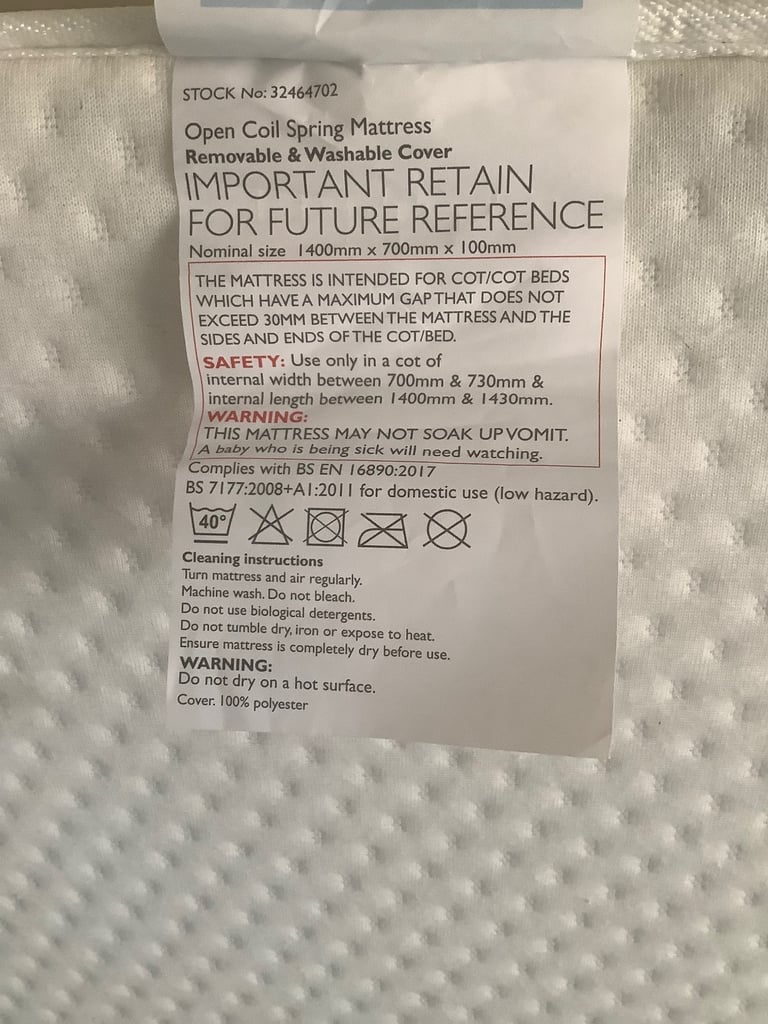 STOCK No: 32464702
Open Coil Spring Mattress
Removable & Washable Cover
IMPORTANT RETAIN
FOR FUTURE REFERENCE
Nominal size 1400mm x 700mm x 100mm
THE MATTRESS IS INTENDED FOR COT/COT BEDS
WHICH HAVE A MAXIMUM GAP THAT DOES NOT
EXCEED 30MM BETWEEN THE MATTRESS AND THE
SIDES AND ENDS OF THE COT/BED.
SAFETY: Use only in a cot of
internal width between 700mm & 730mm &
internal length between 1400mm & 1430mm.
WARNING:
THIS MATTRESS MAY NOT SOAK UP VOMIT.
A baby who is being sick will need watching.
Complies with BS EN 16890:2017
BS 7177:2008+A1:2011 for domestic use (low hazard).
40°
Cleaning instructions
Turn mattress and air regularly.
Machine wash. Do not bleach.
Do not use biological detergents.
Do not tumble dry, iron or expose to heat.
Ensure mattress is completely dry before use.
WARNING:
Do not dry on a hot surface.
Cover. 100% polyester